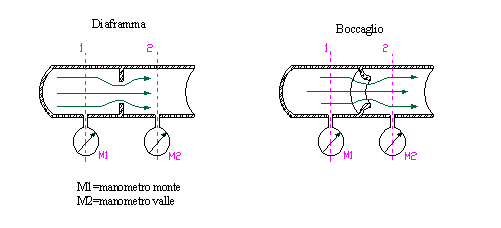 Diaframma
Boccaglio
1 2
1 2
M1 M2
M1 M2
M1=manometro monte
M2=manometro valle